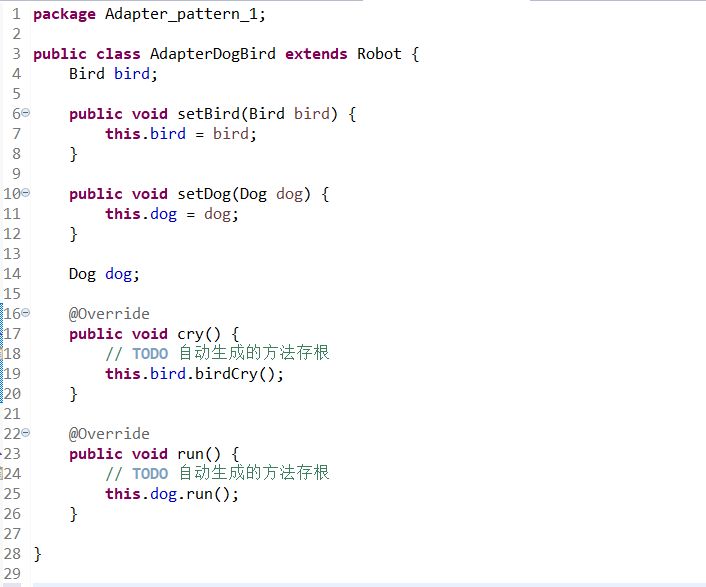 1 package Adapter_pattern_1;
2
3 public class AdapterDogBird extends Robot {
4     Bird bird;
5
6     public void setBird(Bird bird) {
7         this.bird = bird;
8     }
9
10     public void setDog(Dog dog) {
11         this.dog = dog;
12     }
13
14     Dog dog;
15
16     @Override
17     public void cry() {
18         // TODO 自动生成的方法存根
19         this.bird.birdCry();
20     }
21
22     @Override
23     public void run() {
24         // TODO 自动生成的方法存根
25         this.dog.run();
26     }
27
28 }
29